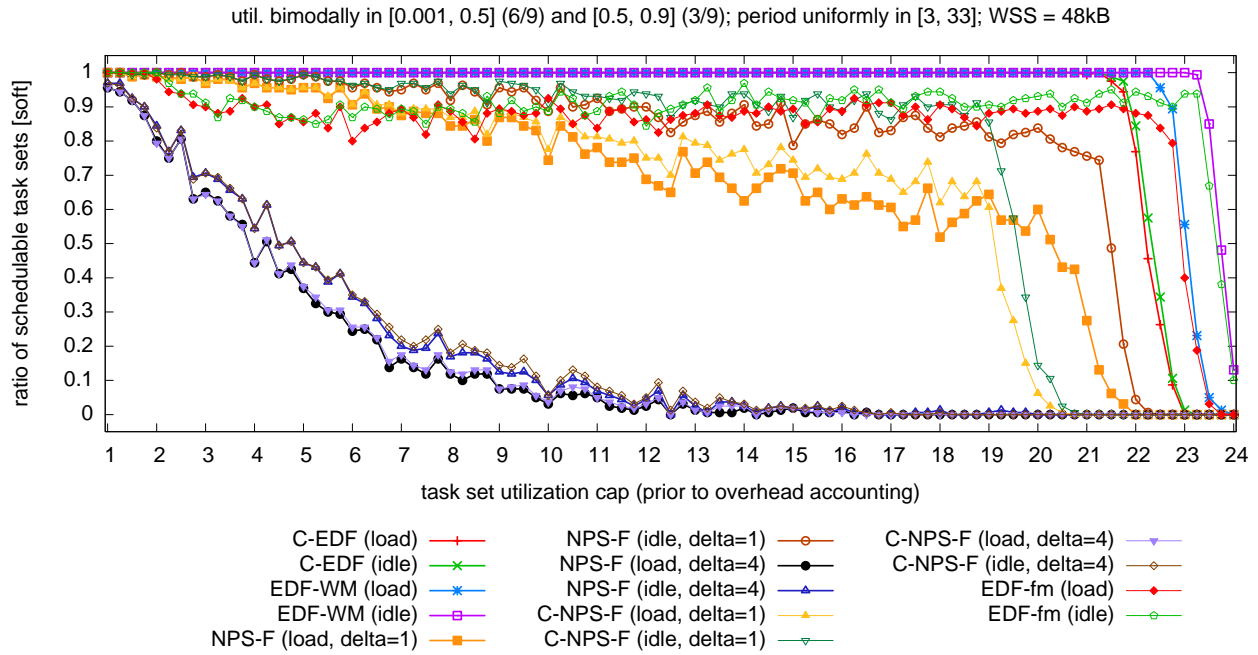 util. bimodally in [0.001, 0.5] (6/9) and [0.5, 0.9] (3/9); period uniformly in [3, 33]; WSS = 48kB
ratio of schedulable task sets [soft]
1
0.9
0.8
0.7
0.6
0.5
0.4
0.3
0.2
0.1
0
1 2 3 4 5 6 7 8 9 10 11 12 13 14 15 16 17 18 19 20 21 22 23 24
task set utilization cap (prior to overhead accounting)
C-EDF (load)
C-EDF (idle)
EDF-WM (load)
EDF-WM (idle)
NPS-F (load, delta=1)
NPS-F (idle, delta=1)
NPS-F (load, delta=4)
NPS-F (idle, delta=4)
C-NPS-F (load, delta=1)
C-NPS-F (idle, delta=1)
C-NPS-F (load, delta=4)
C-NPS-F (idle, delta=4)
EDF-fm (load)
EDF-fm (idle)